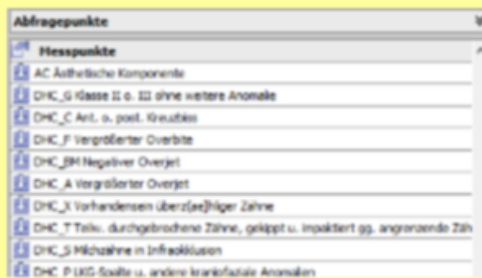 Abfragepunkte
Messpunkte
AC Ästhetische Komponente
DHC_G Klasse II o. III ohne weitere Anomalie
DHC_C Ant. o. post. Kreuzbiss
DHC_F Vergrößerter Overbite
DHC_BM Negativer Overjet
DHC_A Vergrößerter Overjet
DHC_X Vorhandensein überz[ae]hliger Zähne
DHC_T Teilw. durchgebrochene Zähne, gekippt u. impaktiert gg. angrenzende Zäh
DHC_S Milchzähne in Infraokklusion
DHC_P LKG-Spalte u. andere kraniofaziale Anomalien